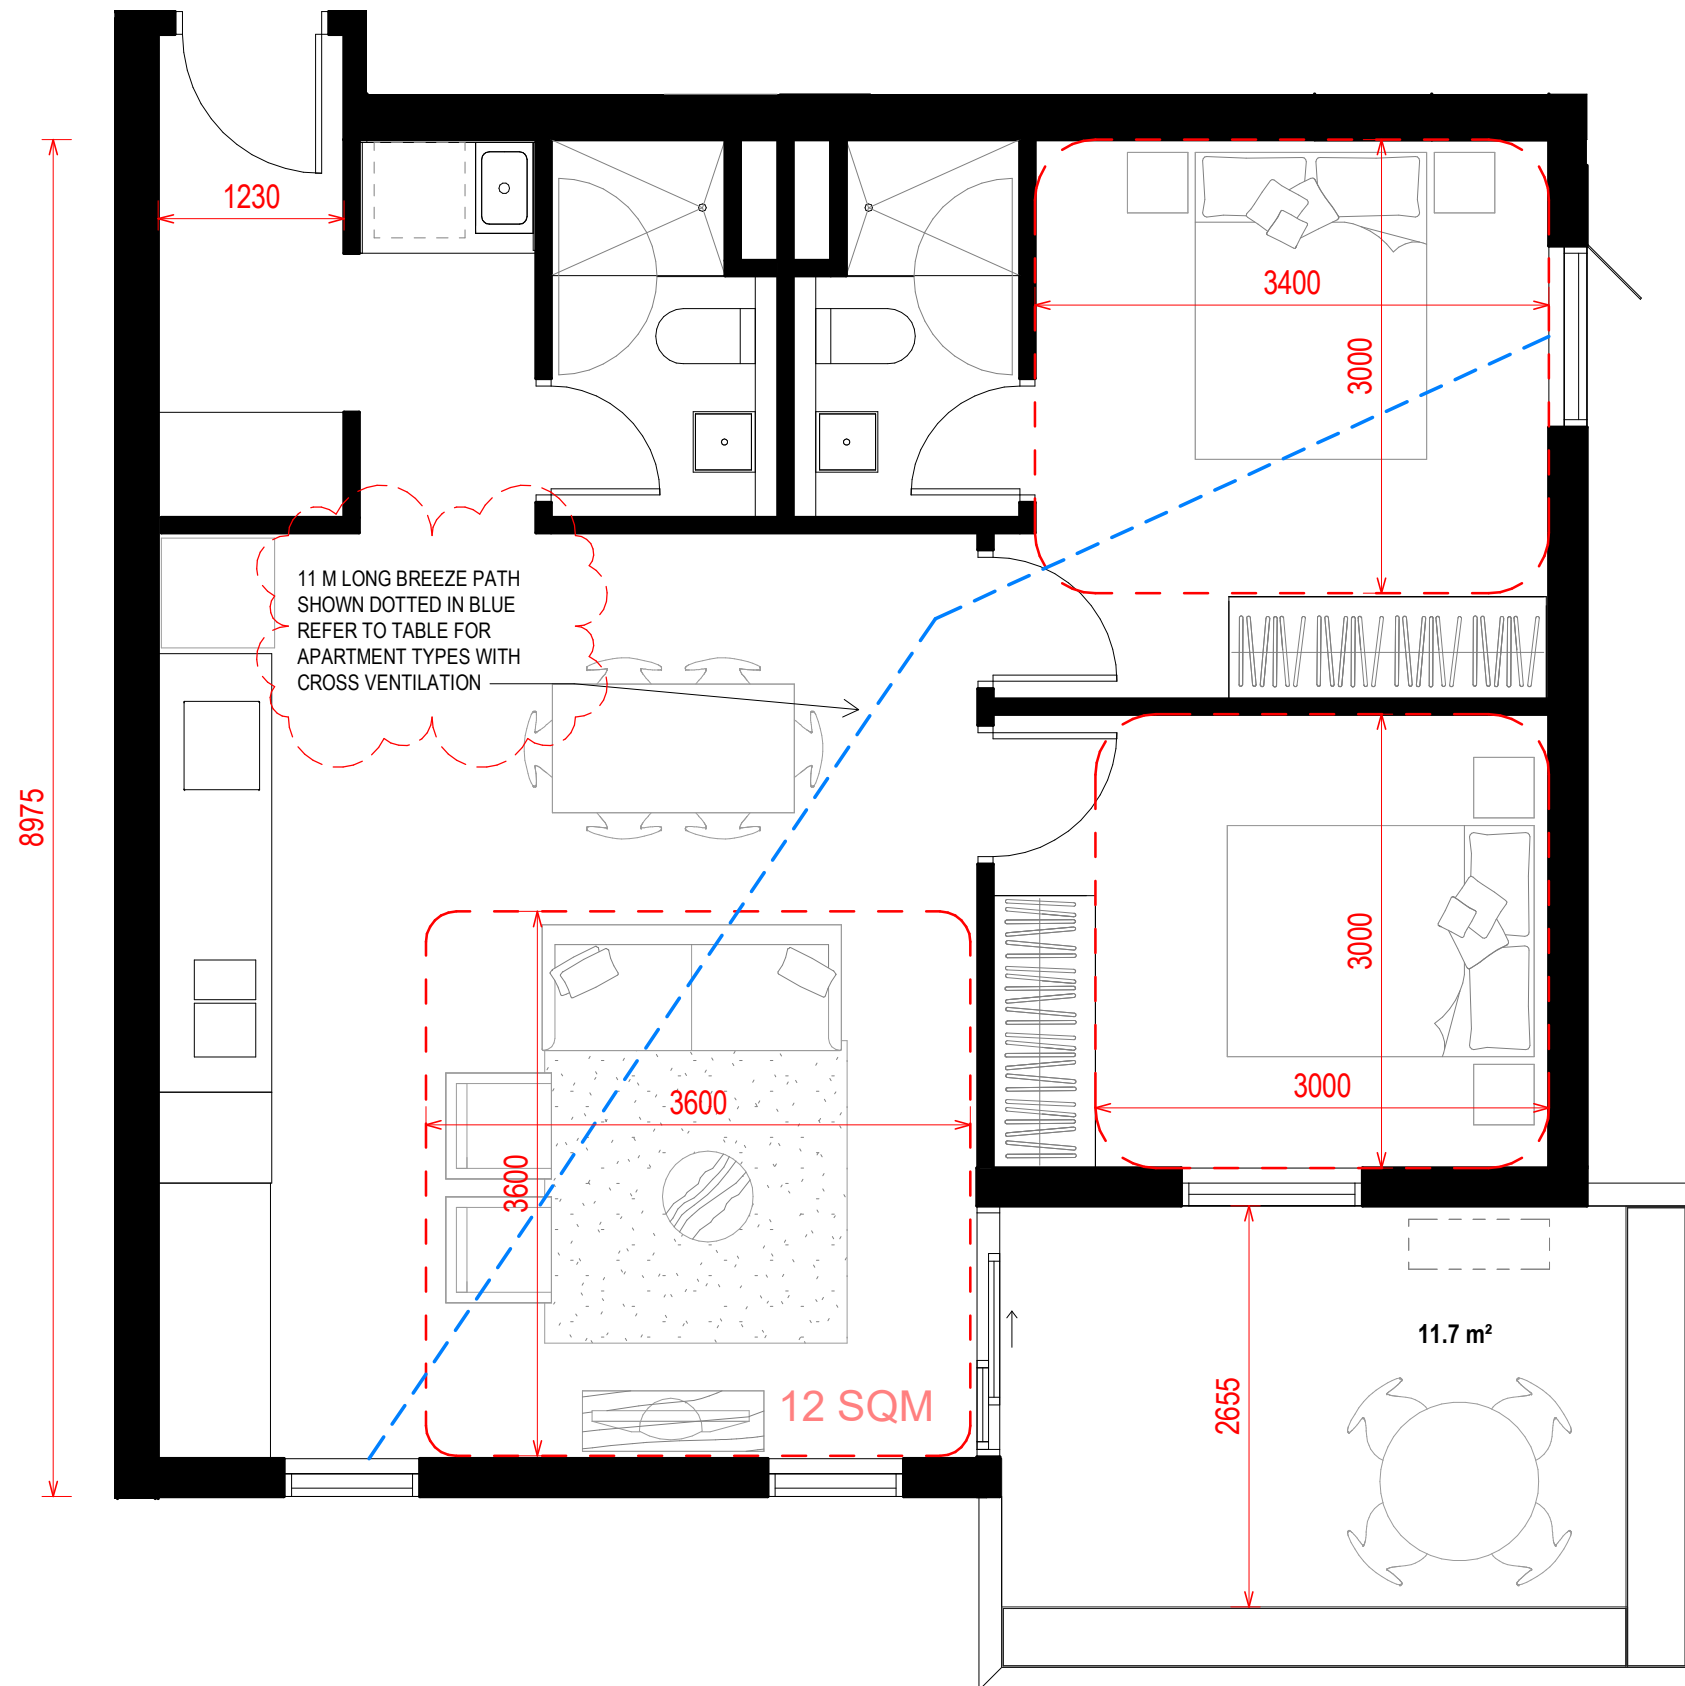 1230
3400
3000
11 M LONG BREEZE PATH
SHOWN DOTTED IN BLUE
REFER TO TABLE FOR
APARTMENT TYPES WITH
CROSS VENTILATION
8975
3000
3000
3600
3600
12 SQM
11.7 m²
2655